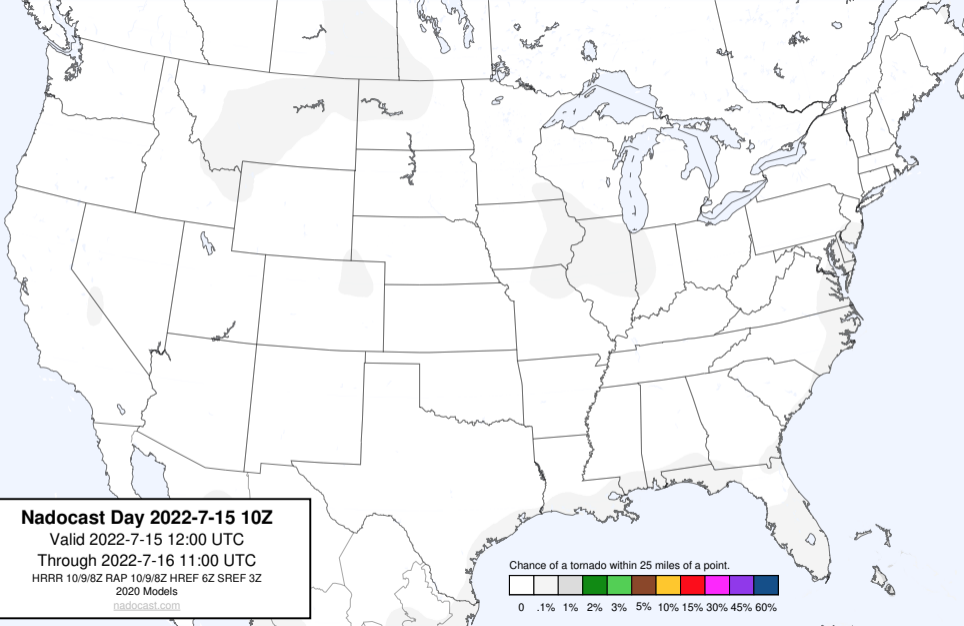 Nadocast Day 2022-7-15 10Z
Valid 2022-7-15 12:00 UTC
Through 2022-7-16 11:00 UTC
HRRR 10/9/8Z RAP 10/9/8Z HREF 6Z SREF 3Z
2020 Models
nadocast.com
Chance of a tornado within 25 miles of a point.
0 .1% 1% 2% 3% 5% 10% 15% 30% 45% 60%